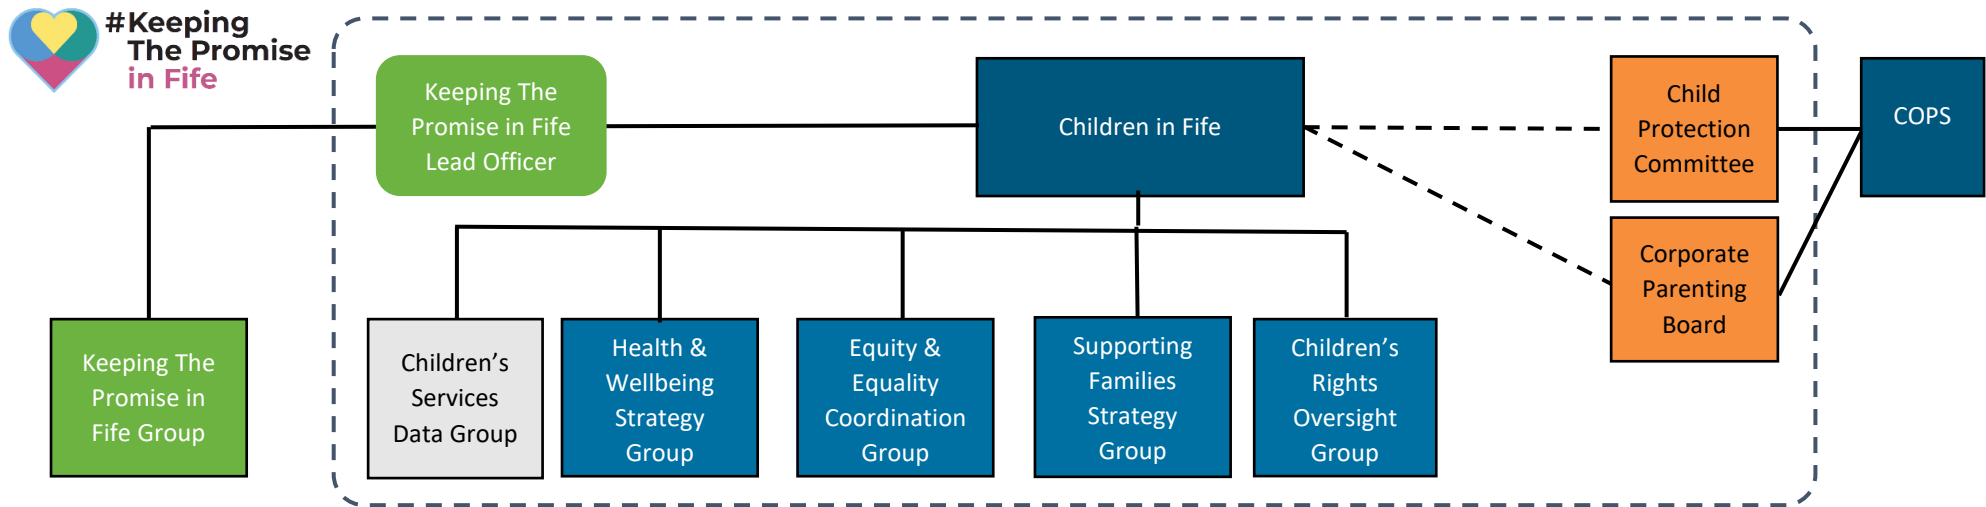 #Keeping
The Promise
in Fife
Keeping The
Promise in Fife
Lead Officer
Children in Fife
Child
Protection
Committee
COPS
Corporate
Parenting
Board
Keeping The
Promise in
Fife Group
Children’s
Services
Data Group
Health &
Wellbeing
Strategy
Group
Equity &
Equality
Coordination
Group
Supporting
Families
Strategy
Group
Children’s
Rights
Oversight
Group